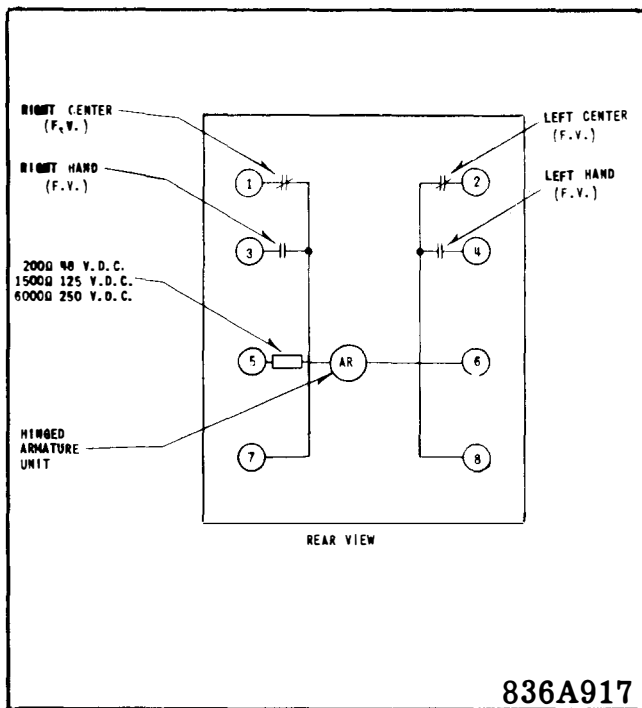 RIGHT CENTER
(F.V.)
LEFT CENTER
(F.V.)
RIGHT HAND
(F.V.)
LEFT HAND
(F.V.)
1
2
3
4
200Ω 48 V.D.C.
1500Ω 125 V.D.C.
6000Ω 250 V.D.C.
5
AR
6
HINGED
ARMATURE
UNIT
7
8
REAR VIEW
836A917